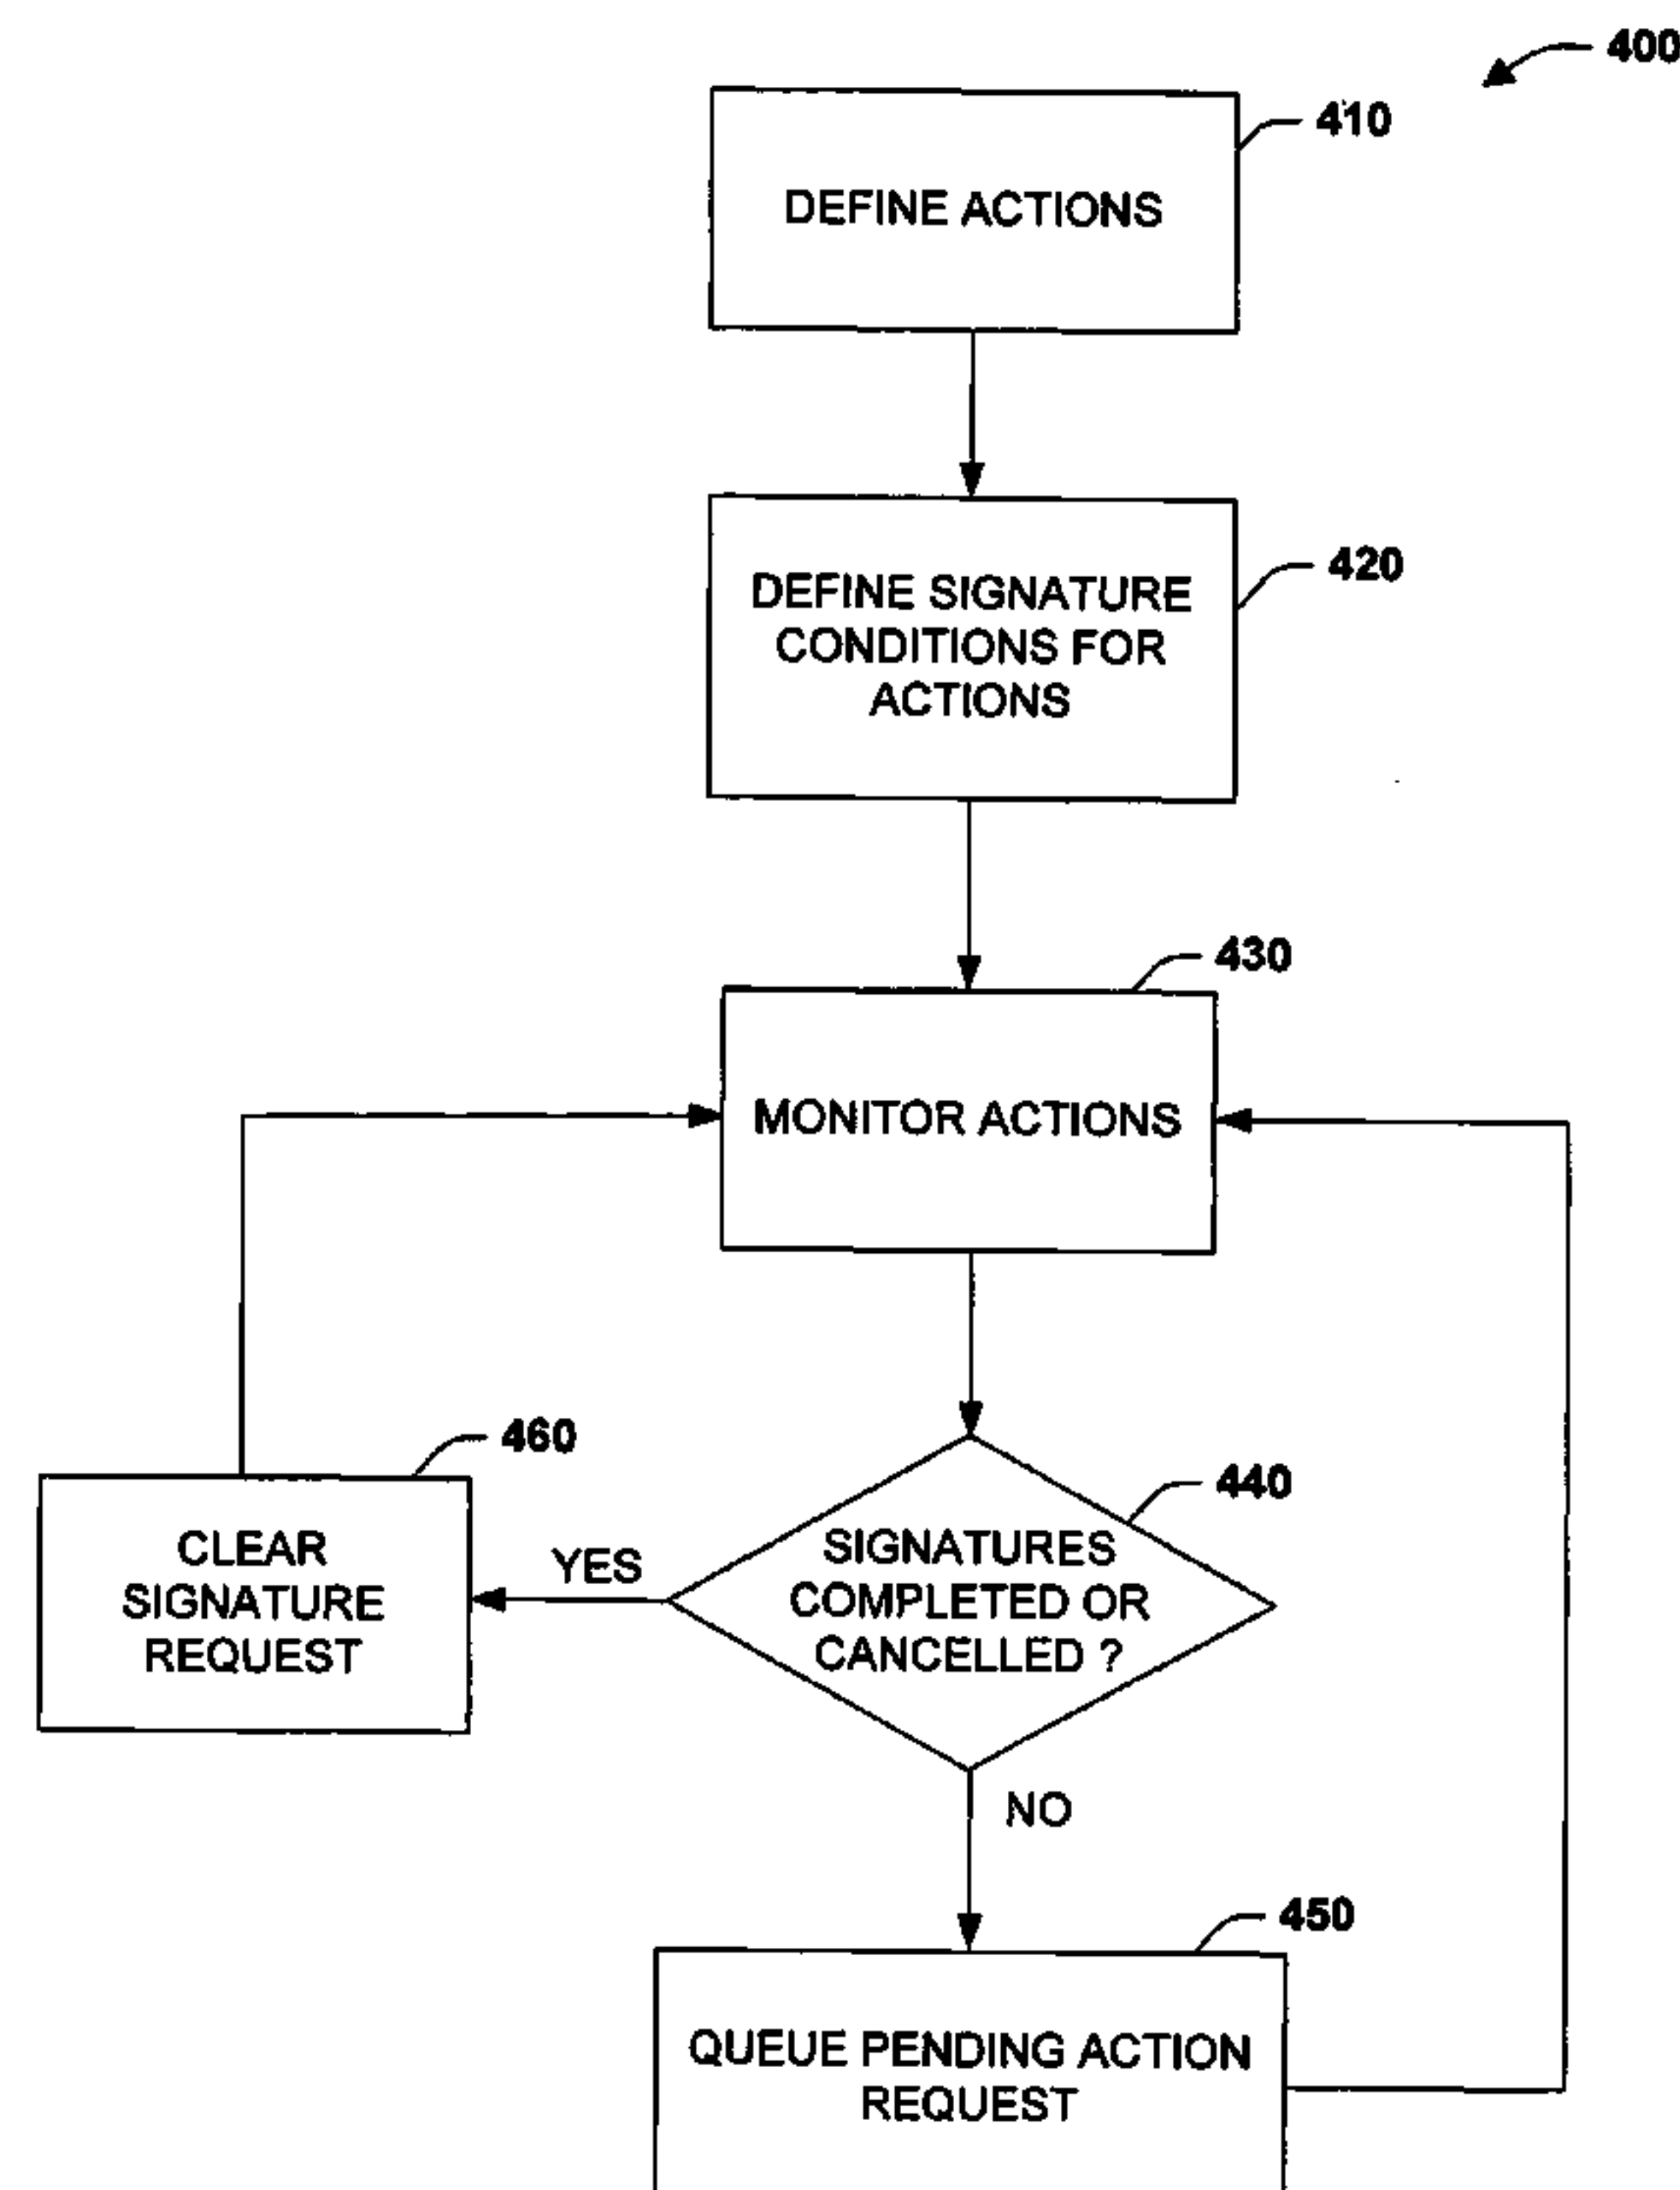 400
410
DEFINE ACTIONS
420
DEFINE SIGNATURE
CONDITIONS FOR
ACTIONS
430
MONITOR ACTIONS
460
CLEAR
SIGNATURE
REQUEST
YES
440
SIGNATURES
COMPLETED OR
CANCELLED ?
NO
450
QUEUE PENDING ACTION
REQUEST